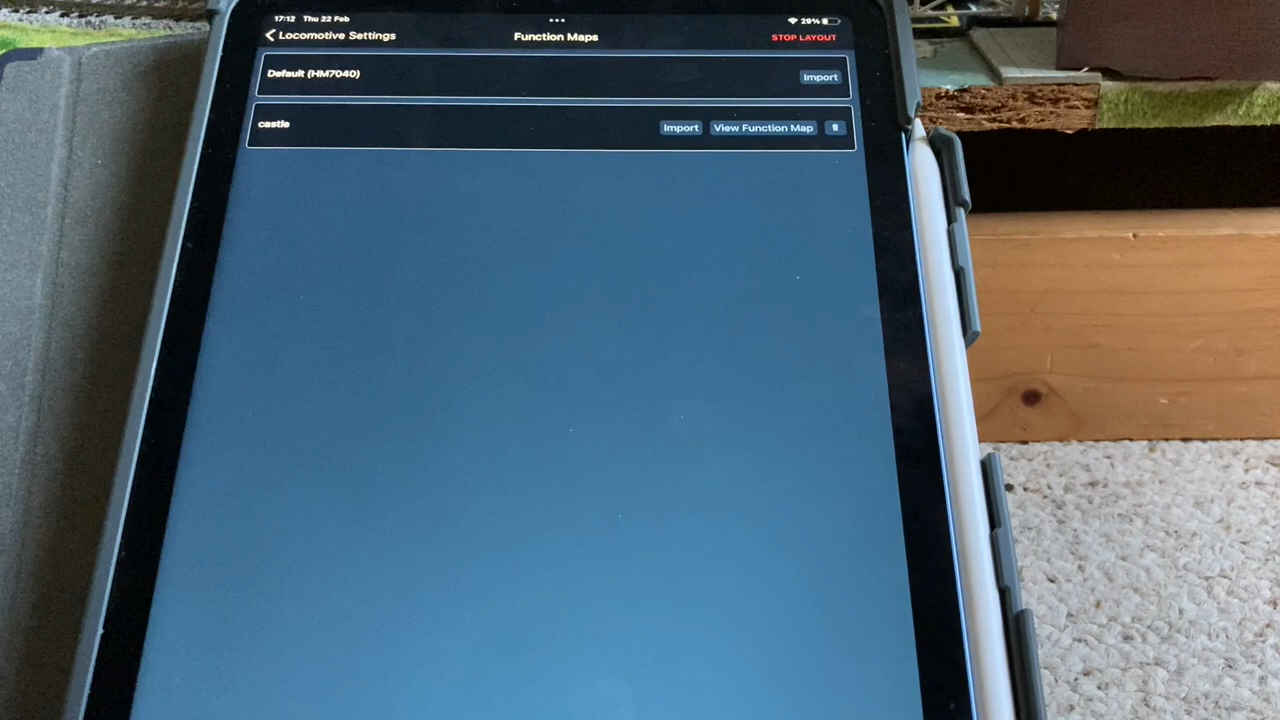 17:12 Thu 22 Feb
29%
Locomotive Settings
Function Maps
STOP LAYOUT
Default (HM7040)
Import
castle
Import
View Function Map